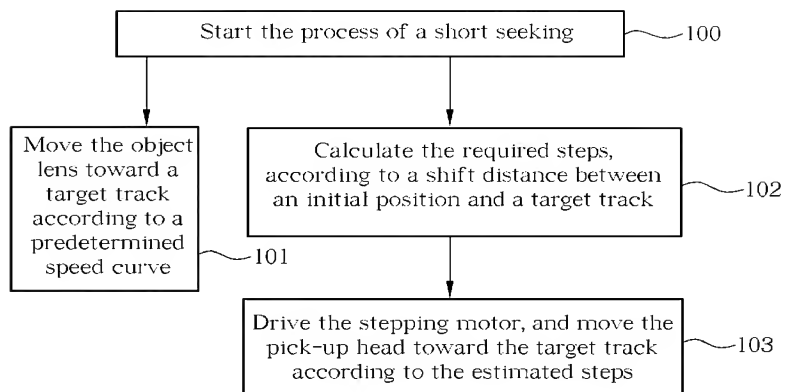 Start the process of a short seeking
100
Move the object
lens toward a
target track
according to a
predetermined
speed curve
101
Calculate the required steps,
according to a shift distance between
an initial position and a target track
102
Drive the stepping motor, and move the
pick-up head toward the target track
according to the estimated steps
103